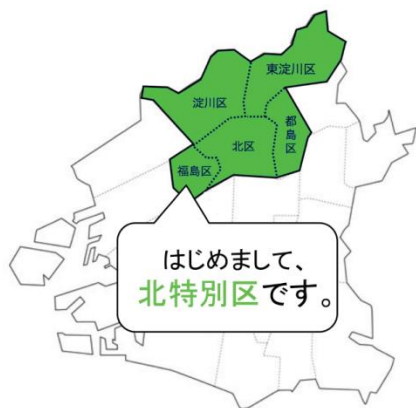 東淀川区
淀川区
都島区
北区
福島区
はじめまして、
北特別区です。